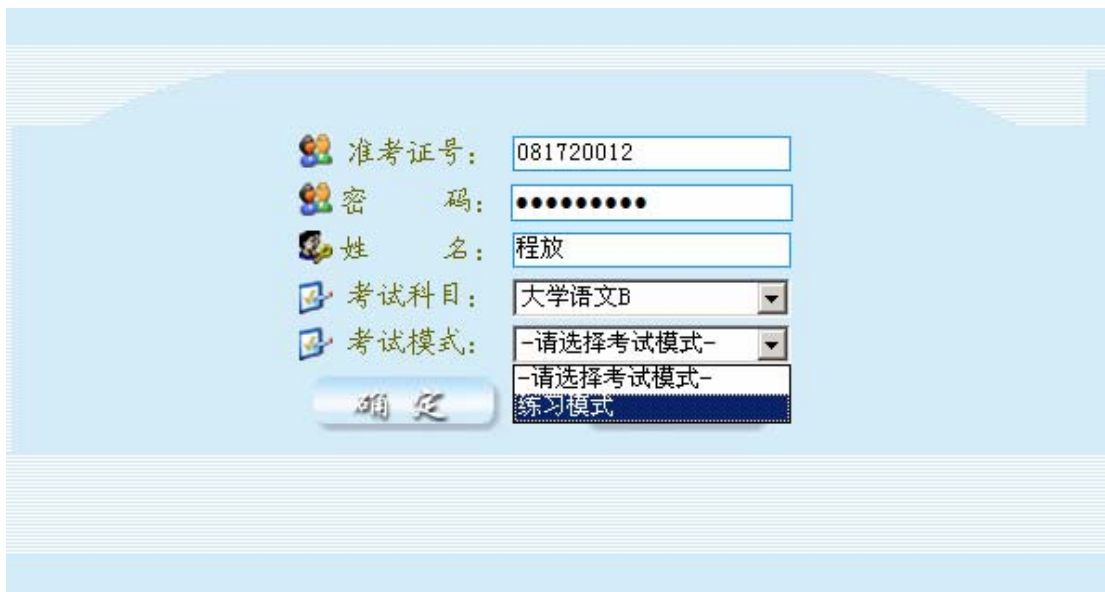 准考证号： 081720012
密 码： ●●●●●●●●●
姓 名： 程放
考试科目： 大学语文B
考试模式： -请选择考试模式-
-请选择考试模式-
确 定 练习模式